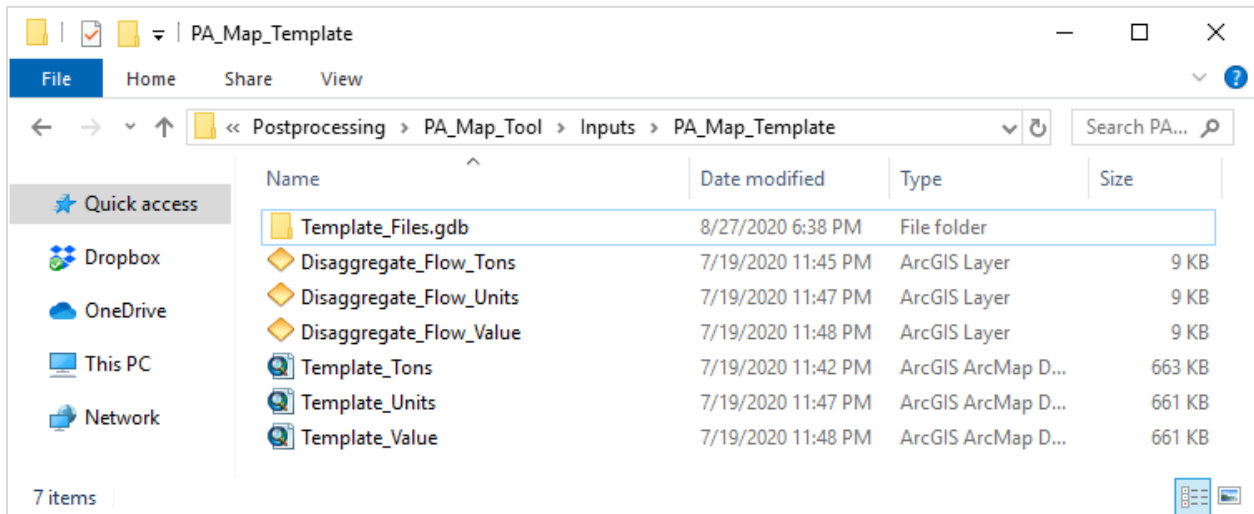 PA_Map_Template
File Home Share View
« Postprocessing > PA_Map_Tool > Inputs > PA_Map_Template Search PA...
Name Date modified Type Size
Quick access
Dropbox
OneDrive
This PC
Network
Template_Files.gdb 8/27/2020 6:38 PM File folder
Disaggregate_Flow_Tons 7/19/2020 11:45 PM ArcGIS Layer 9 KB
Disaggregate_Flow_Units 7/19/2020 11:47 PM ArcGIS Layer 9 KB
Disaggregate_Flow_Value 7/19/2020 11:48 PM ArcGIS Layer 9 KB
Template_Tons 7/19/2020 11:42 PM ArcGIS ArcMap D... 663 KB
Template_Units 7/19/2020 11:47 PM ArcGIS ArcMap D... 661 KB
Template_Value 7/19/2020 11:48 PM ArcGIS ArcMap D... 661 KB
7 items